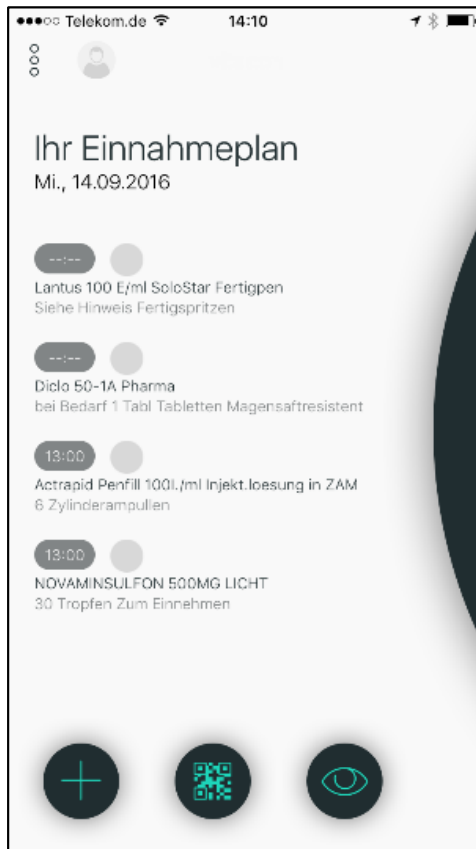 Telekom.de 14:10
Ihr Einnahmeplan
Mi., 14.09.2016
--:--
Lantus 100 E/ml SoloStar Fertigpen
Siehe Hinweis Fertigspritzen
--:--
Diclo 50-1A Pharma
bei Bedarf 1 Tabl Tabletten Magensaftresistent
13:00
Actrapid Penfill 100I./ml Injekt.loesung in ZAM
6 Zylinderampullen
13:00
NOVAMINSULFON 500MG LICHT
30 Tropfen Zum Einnehmen